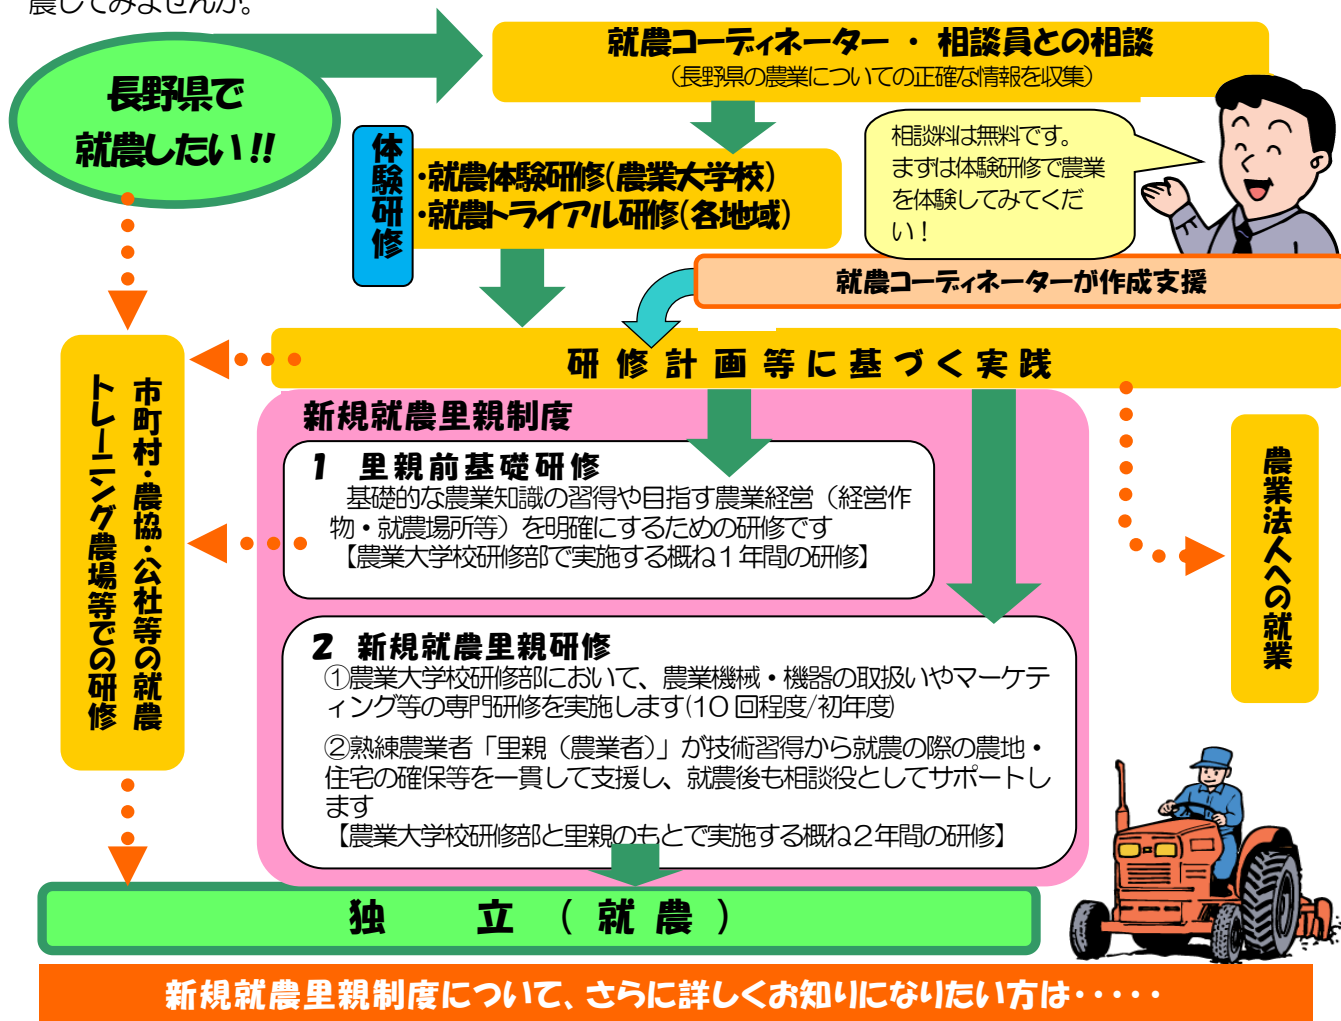 農してみませんか。
就農コーディネーター ・ 相談員との相談
（長野県の農業についての正確な情報を収集）
長野県で
就農したい!!
体験研修
・就農体験研修(農業大学校)
・就農トライアル研修(各地域)
相談料は無料です。
まずは体験研修で農業
を体験してみてくだ
い！
就農コーディネーターが作成支援
研修計画等に基づく実践
市町村・農協・公社等の就農
トレーニング農場等での研修
新規就農里親制度
1 里親前基礎研修
基礎的な農業知識の習得や目指す農業経営（経営作
物・就農場所等）を明確にするための研修です
【農業大学校研修部で実施する概ね１年間の研修】
農業法人への就業
2 新規就農里親研修
①農業大学校研修部において、農業機械・機器の取扱いやマーケテ
ィング等の専門研修を実施します(10 回程度/初年度)
②熟練農業者「里親（農業者）」が技術習得から就農の際の農地・
住宅の確保等を一貫して支援し、就農後も相談役としてサポートし
ます
【農業大学校研修部と里親のもとで実施する概ね２年間の研修】
独 立 （ 就 農 ）
新規就農里親制度について、さらに詳しくお知りになりたい方は・・・・・